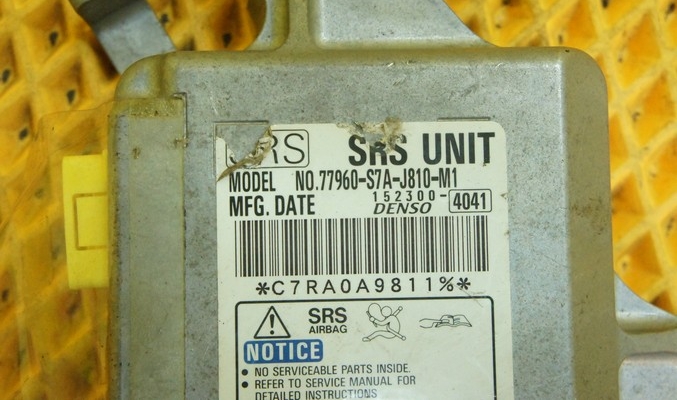 SRS SRS UNIT
MODEL NO.77960-S7A-J810-M1
MFG. DATE 152300-4041
DENSO
*C7RA0A9811%*
SRS
AIRBAG
NOTICE
• NO SERVICEABLE PARTS INSIDE.
• REFER TO SERVICE MANUAL FOR
DETAILED INSTRUCTIONS